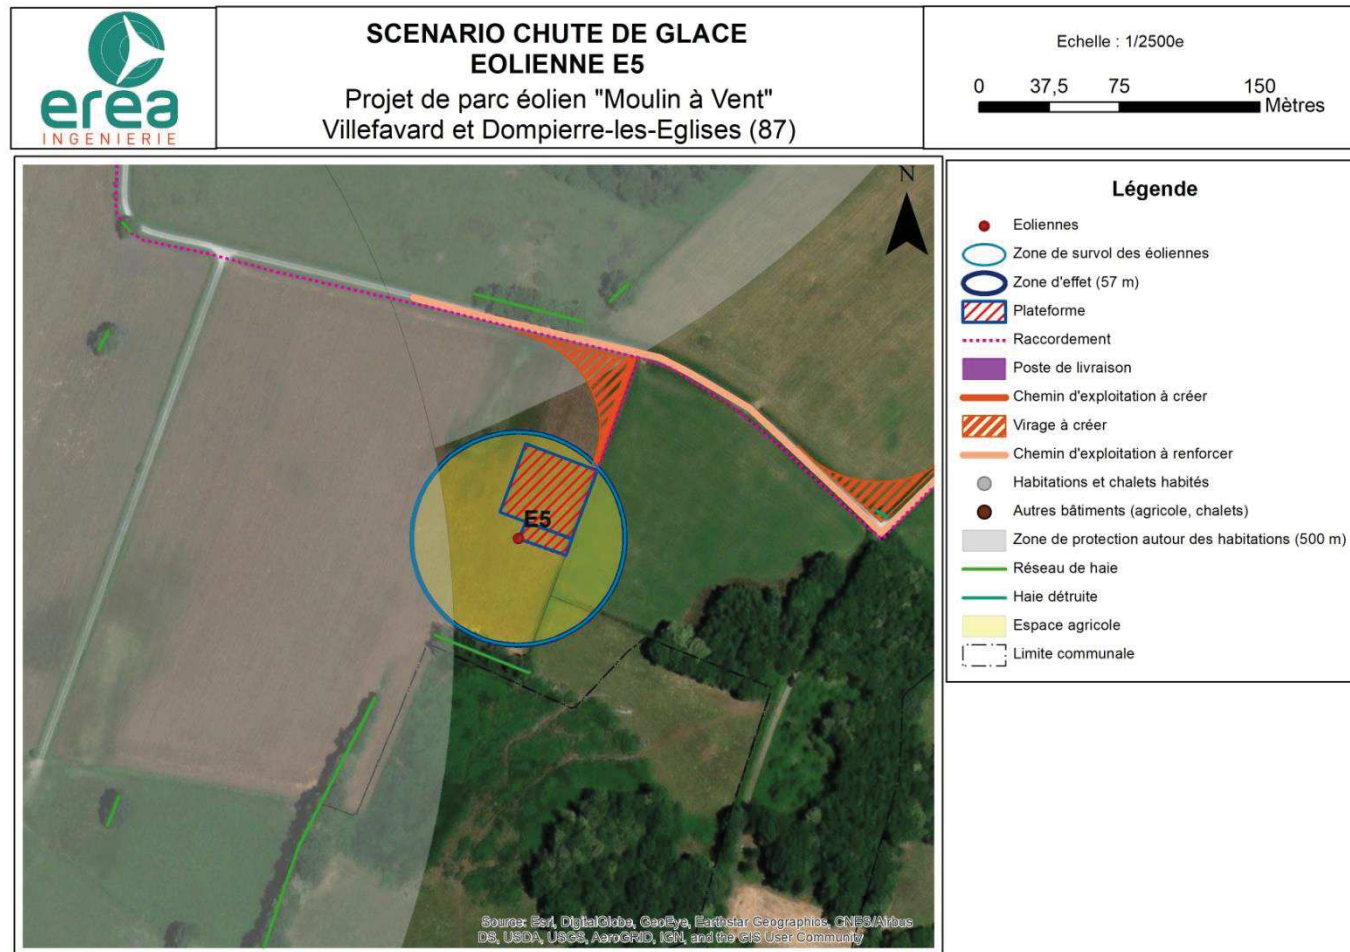 erea
INGENIERIE
SCENARIO CHUTE DE GLACE
EOLIENNE E5
Projet de parc éolien "Moulin à Vent"
Villefavard et Dompierre-les-Eglises (87)
Echelle : 1/2500e
0 37,5 75 150
Mètres
N
E5
Légende
Eoliennes
Zone de survol des éoliennes
Zone d'effet (57 m)
Plateforme
Raccordement
Poste de livraison
Chemin d'exploitation à créer
Virage à créer
Chemin d'exploitation à renforcer
Habitations et chalets habités
Autres bâtiments (agricole, chalets)
Zone de protection autour des habitations (500 m)
Réseau de haie
Haie détruite
Espace agricole
Limite communale
Source: Esri, DigitalGlobe, GeoEye, Earthstar Geographics, CNES/Airbus
DS, USDA, USGS, AeroGRID, IGN, and the GIS User Community